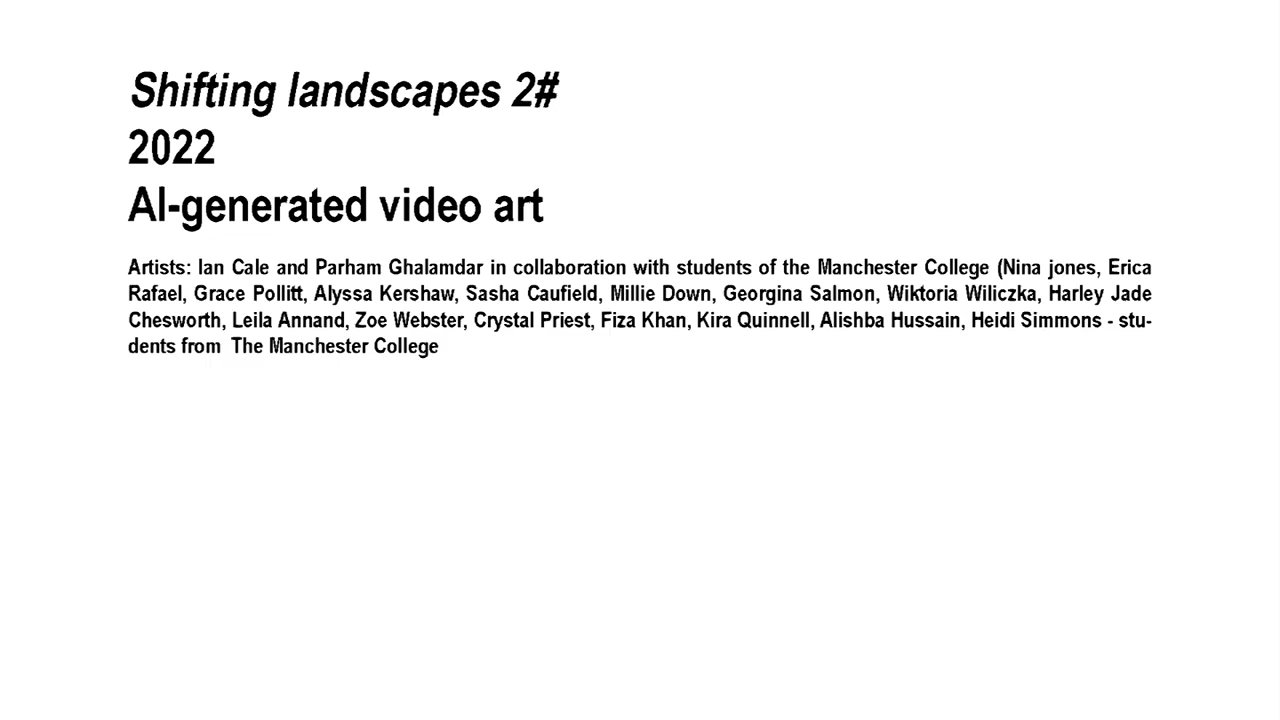 Shifting landscapes 2#
2022
AI-generated video art
Artists: Ian Cale and Parham Ghalamdar in collaboration with students of the Manchester College (Nina jones, Erica
Rafael, Grace Pollitt, Alyssa Kershaw, Sasha Caufield, Millie Down, Georgina Salmon, Wiktoria Wiliczka, Harley Jade
Chesworth, Leila Annand, Zoe Webster, Crystal Priest, Fiza Khan, Kira Quinnell, Alishba Hussain, Heidi Simmons - stu-
dents from  The Manchester College